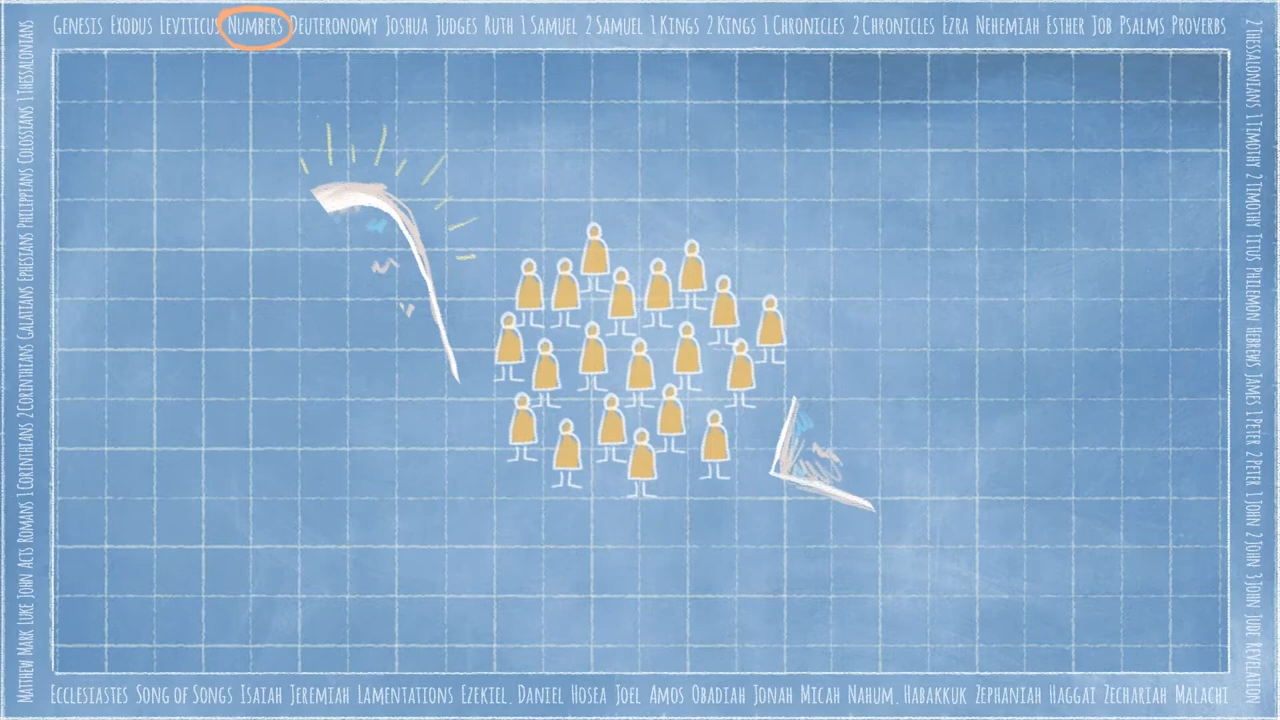 Genesis Exodus Leviticus Numbers Deuteronomy Joshua Judges Ruth 1 Samuel 2 Samuel 1 Kings 2 Kings 1 Chronicles 2 Chronicles Ezra Nehemiah Esther Job Psalms Proverbs
Ecclesiastes Song of Songs Isaiah Jeremiah Lamentations Ezekiel. Daniel Hosea Joel Amos Obadiah Jonah Micah Nahum. Habakkuk Zephaniah Haggai Zechariah Malachi
Matthew Mark Luke John Acts Romans 1 Corinthians 2 Corinthians Galatians Ephesians Philippians Colossians 1 Thessalonians
2 Thessalonians 1 Timothy 2 Timothy Titus Philemon Hebrews James 1 Peter 2 Peter 1 John 2 John 3 John Jude Revelation